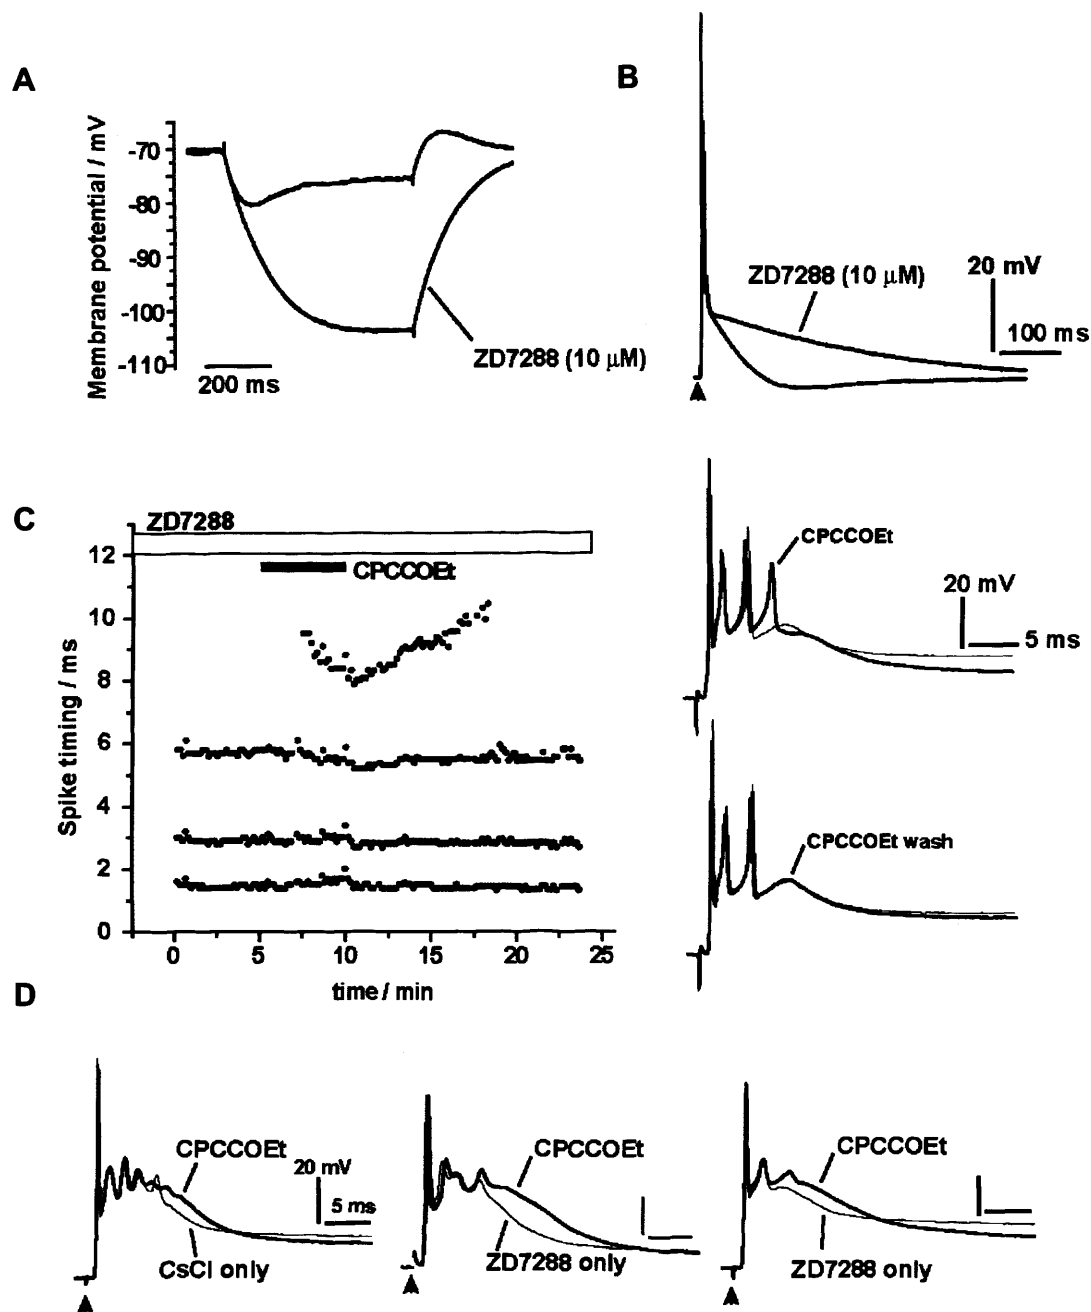 A
Membrane potential / mV
-70
-80
-90
-100
-110
200 ms
ZD7288 (10 µM)
B
ZD7288 (10 µM)
20 mV
100 ms
C
ZD7288
CPCCOEt
Spike timing / ms
12
10
8
6
4
2
0
0
5
10
15
20
25
time / min
CPCCOEt
20 mV
5 ms
CPCCOEt wash
D
CPCCOEt
20 mV
5 ms
CsCl only
CPCCOEt
ZD7288 only
CPCCOEt
ZD7288 only